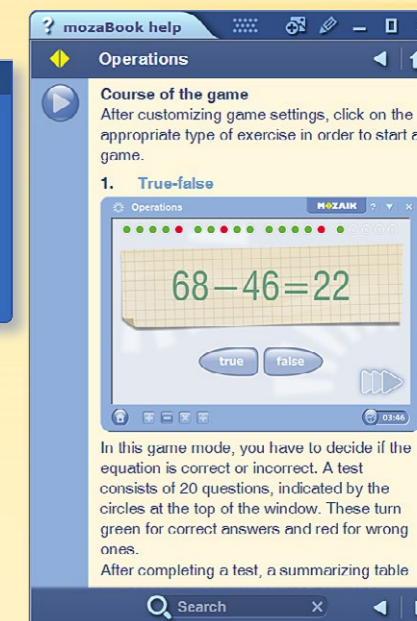 ? mozaBook help
Operations
Course of the game
After customizing game settings, click on the
appropriate type of exercise in order to start a
game.
1. True-false
Operations
MOZAIK ?
68−46=22
true false
03:46
In this game mode, you have to decide if the
equation is correct or incorrect. A test
consists of 20 questions, indicated by the
circles at the top of the window. These turn
green for correct answers and red for wrong
ones.
After completing a test, a summarizing table
Search